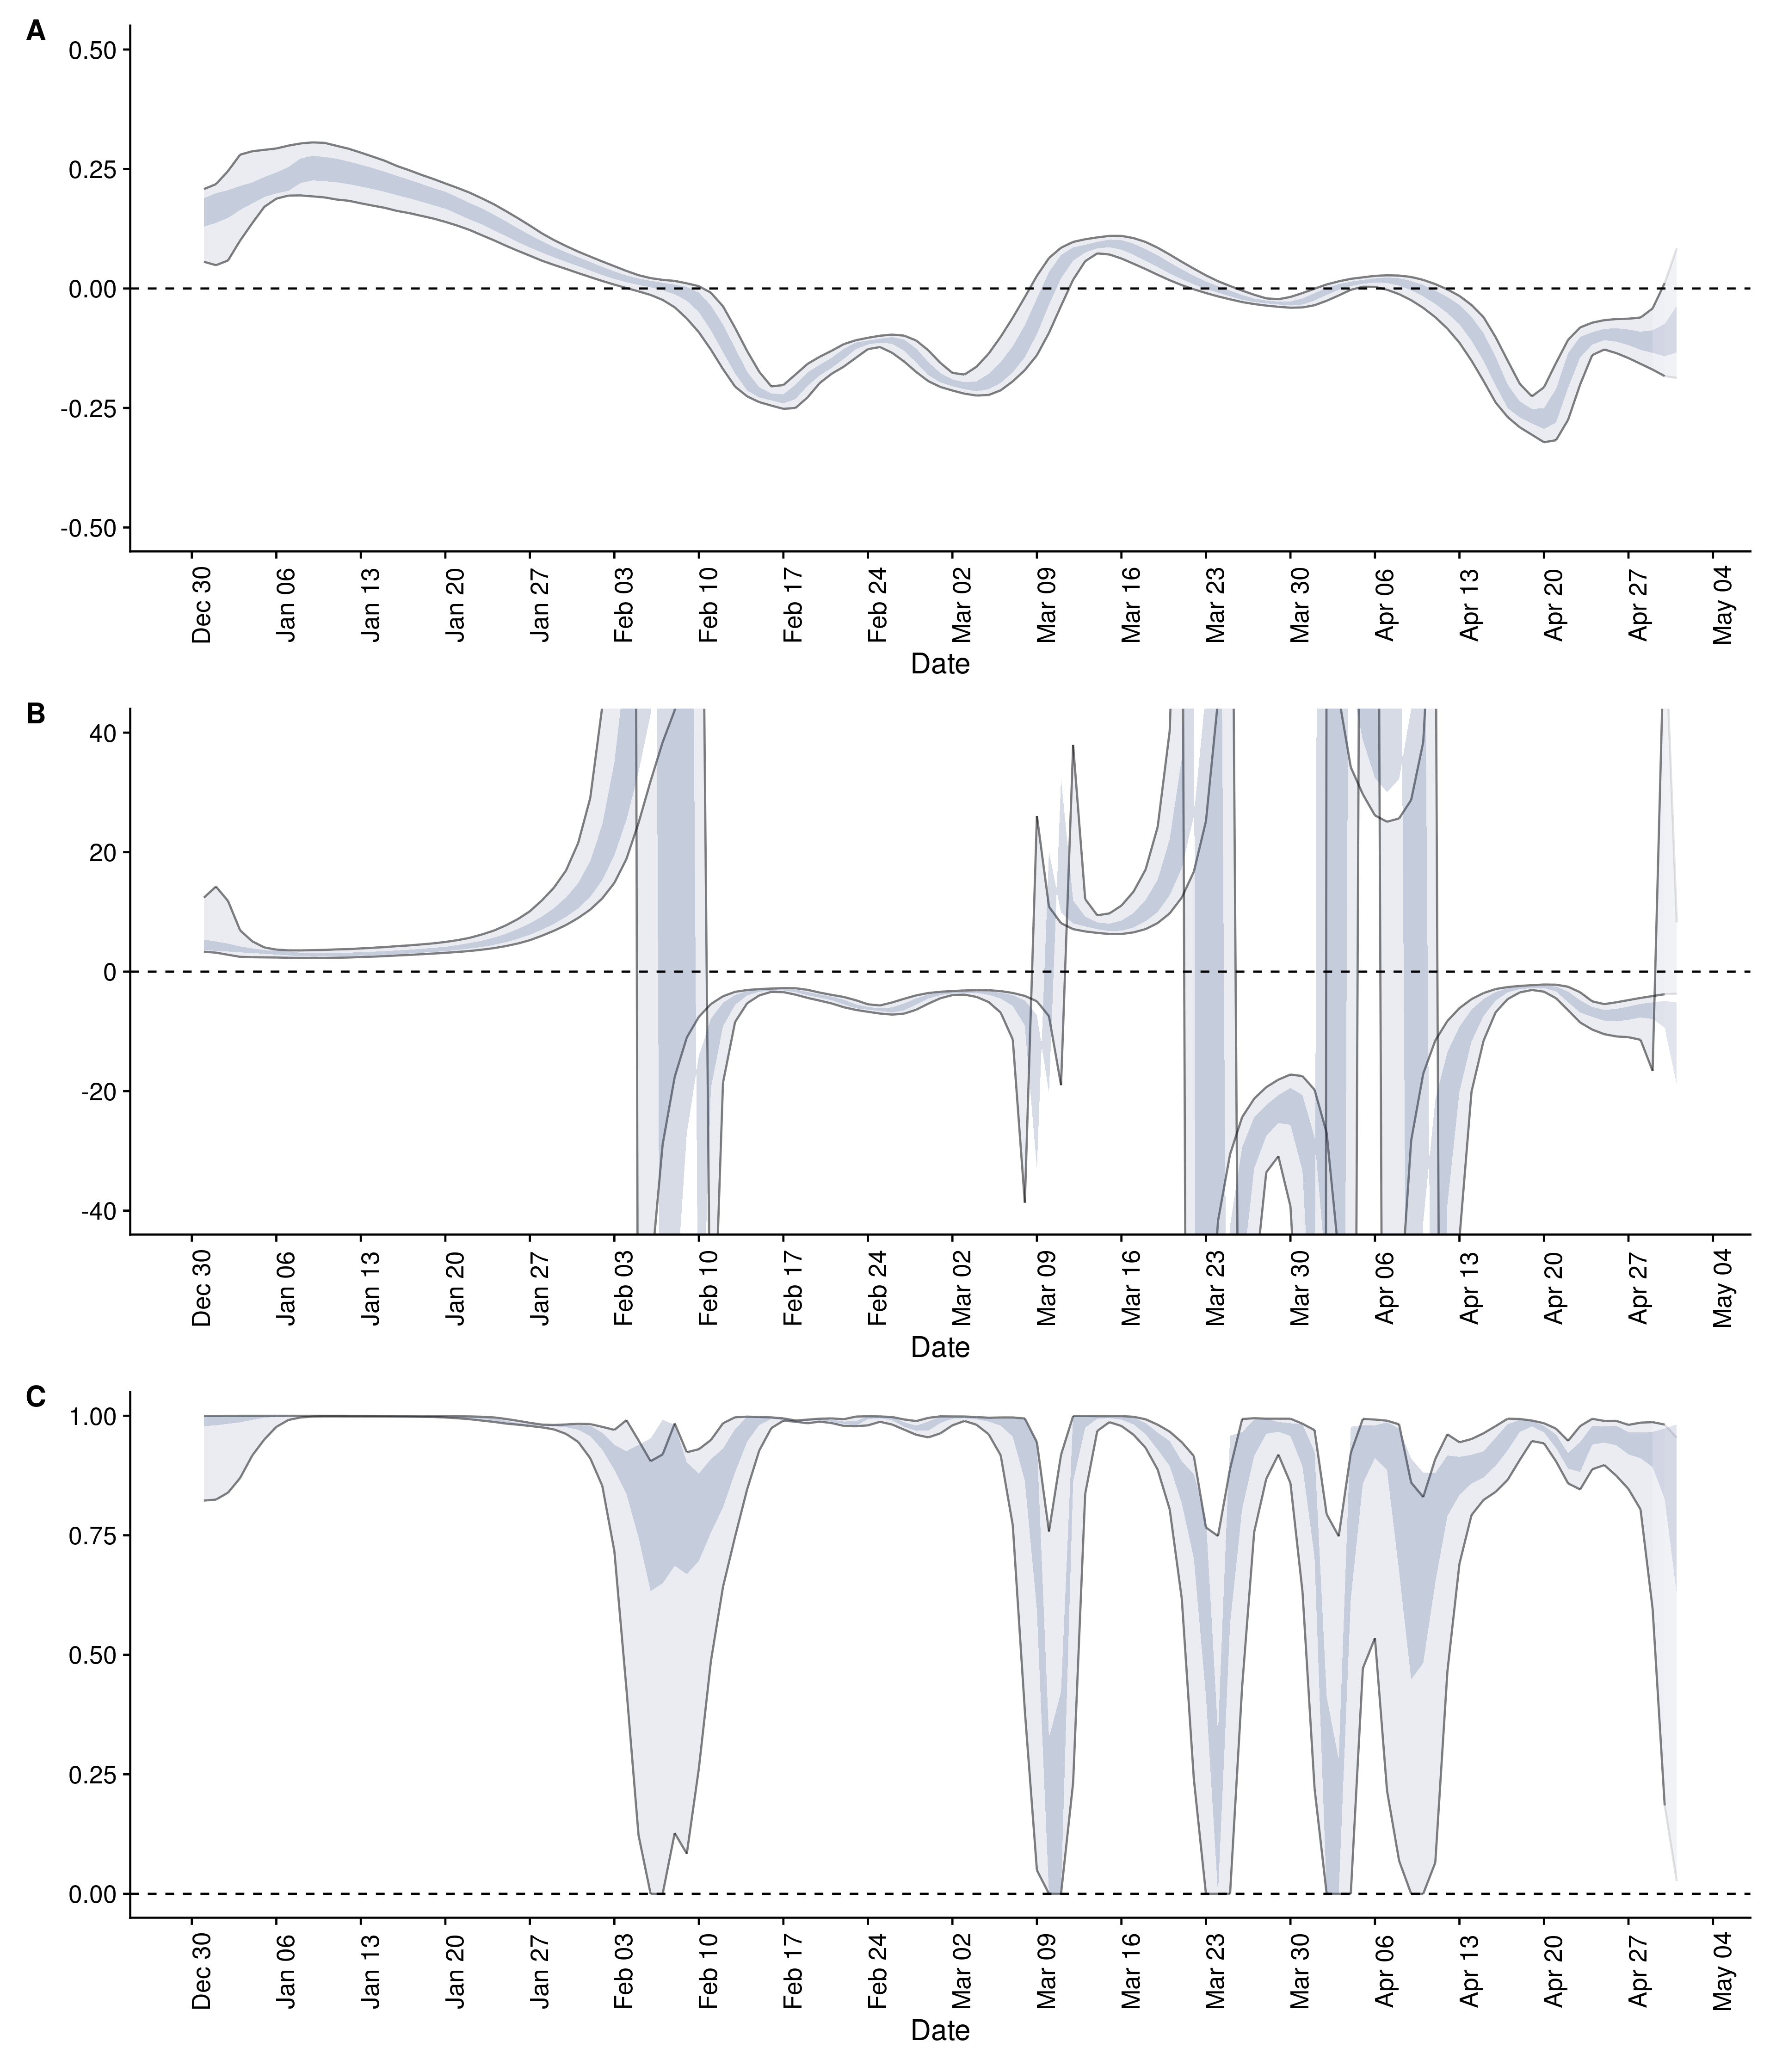 A
0.50
0.25
0.00
-0.25
-0.50
Dec 30
Jan 06
Jan 13
Jan 20
Jan 27
Feb 03
Feb 10
Feb 17
Feb 24
Mar 02
Mar 09
Mar 16
Mar 23
Mar 30
Apr 06
Apr 13
Apr 20
Apr 27
May 04
Date
B
40
20
0
-20
-40
Dec 30
Jan 06
Jan 13
Jan 20
Jan 27
Feb 03
Feb 10
Feb 17
Feb 24
Mar 02
Mar 09
Mar 16
Mar 23
Mar 30
Apr 06
Apr 13
Apr 20
Apr 27
May 04
Date
C
1.00
0.75
0.50
0.25
0.00
Dec 30
Jan 06
Jan 13
Jan 20
Jan 27
Feb 03
Feb 10
Feb 17
Feb 24
Mar 02
Mar 09
Mar 16
Mar 23
Mar 30
Apr 06
Apr 13
Apr 20
Apr 27
May 04
Date